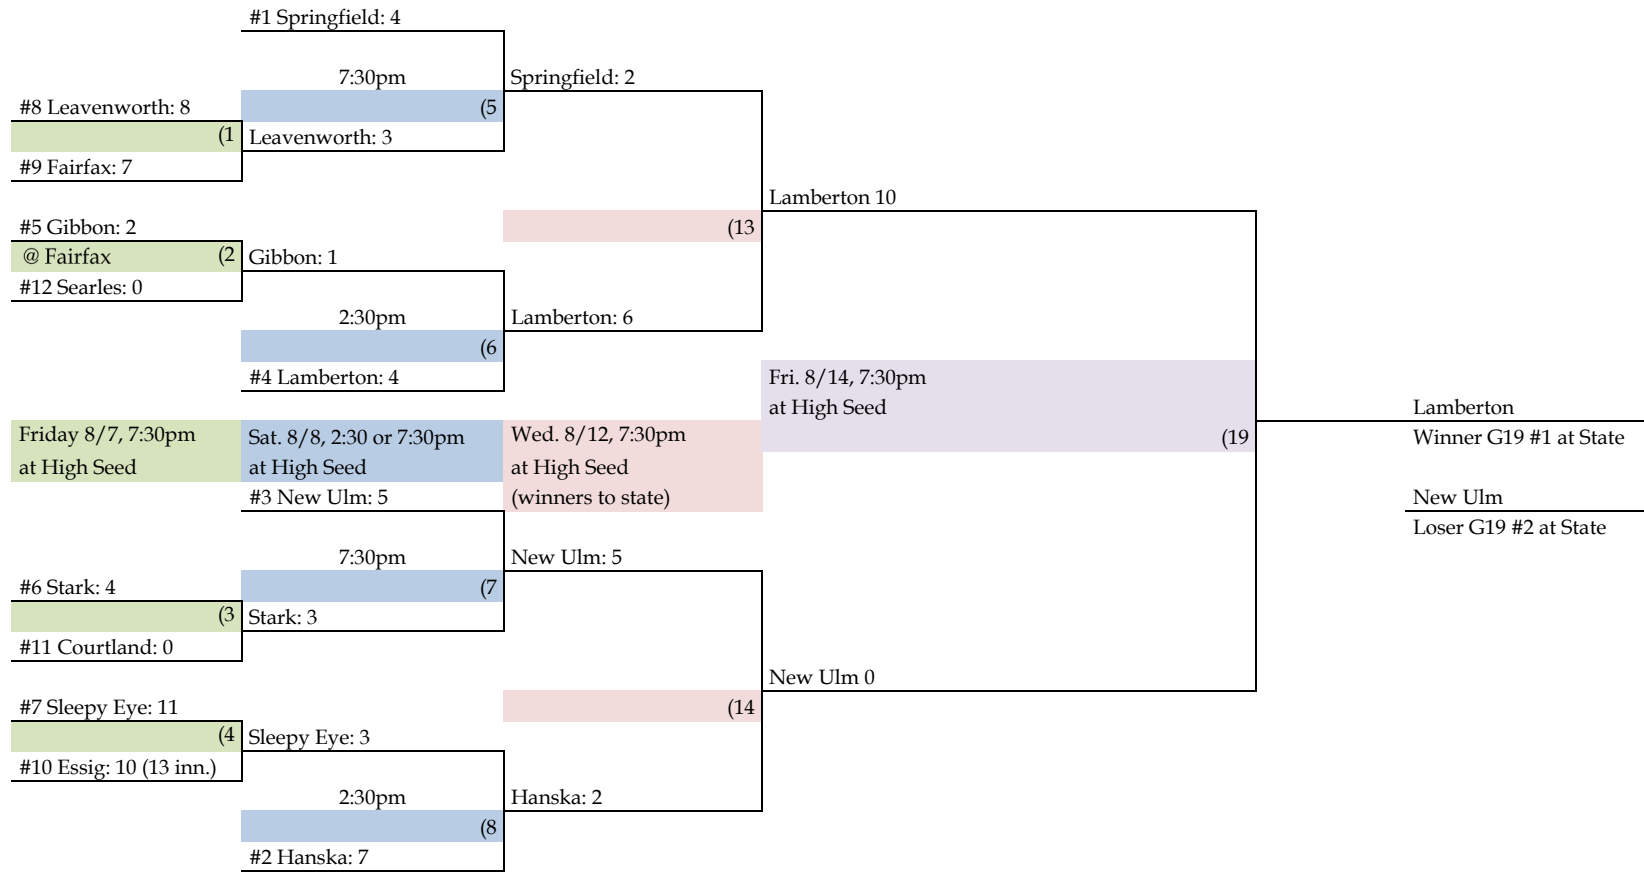 #1 Springfield: 4
7:30pm
Springfield: 2
#8 Leavenworth: 8
(5
(1
Leavenworth: 3
#9 Fairfax: 7
Lamberton 10
#5 Gibbon: 2
(13
@ Fairfax
(2
Gibbon: 1
#12 Searles: 0
2:30pm
Lamberton: 6
(6
#4 Lamberton: 4
Fri. 8/14, 7:30pm
at High Seed
(19
Lamberton
Winner G19 #1 at State
Friday 8/7, 7:30pm
at High Seed
Sat. 8/8, 2:30 or 7:30pm
at High Seed
Wed. 8/12, 7:30pm
at High Seed
(winners to state)
#3 New Ulm: 5
New Ulm
Loser G19 #2 at State
7:30pm
New Ulm: 5
#6 Stark: 4
(7
(3
Stark: 3
#11 Courtland: 0
New Ulm 0
#7 Sleepy Eye: 11
(14
(4
Sleepy Eye: 3
#10 Essig: 10 (13 inn.)
2:30pm
Hanska: 2
(8
#2 Hanska: 7